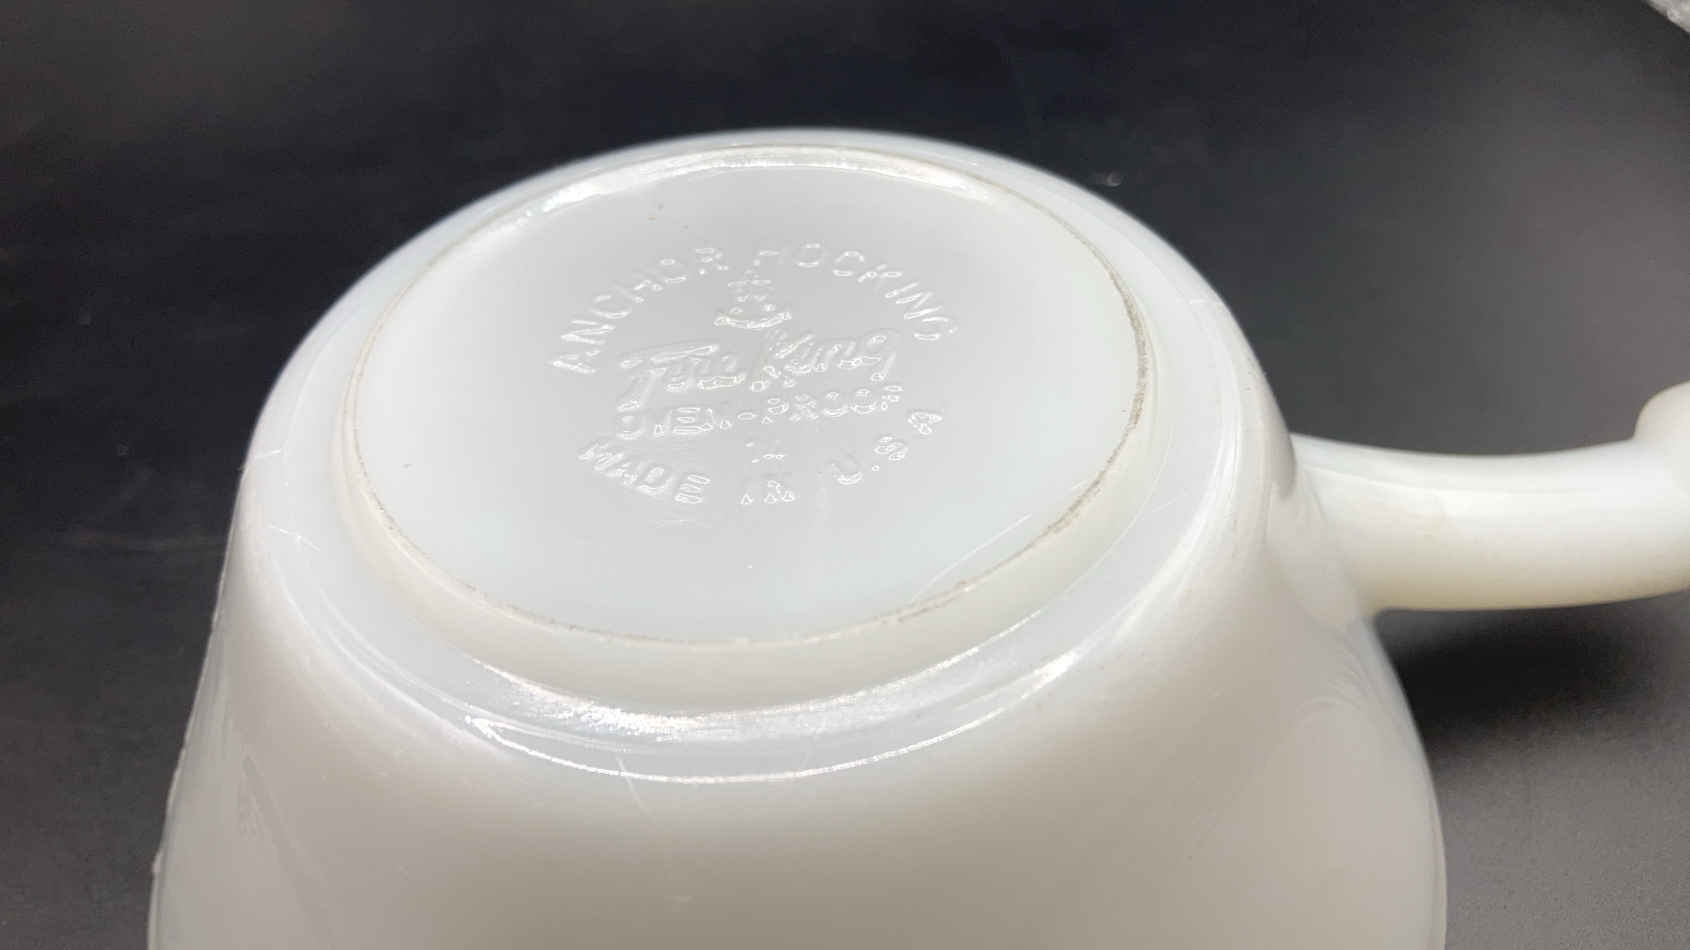 ANCHOR HOCKING
Fire King
OVEN-PROOF
MADE IN U.S.A